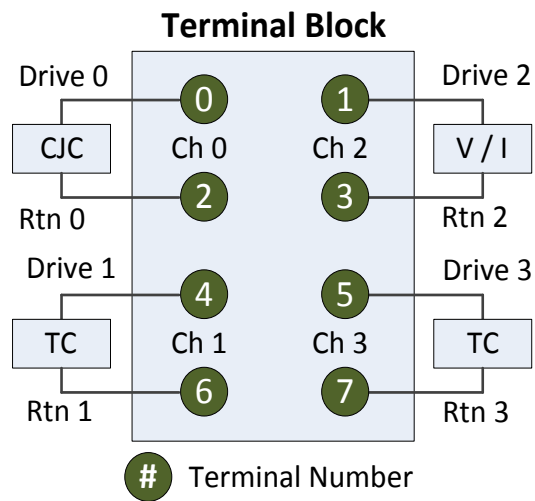 Terminal Block
Drive 0
Drive 2
0
1
CJC
Ch 0
Ch 2
V / I
2
3
Rtn 0
Rtn 2
Drive 1
Drive 3
4
5
TC
Ch 1
Ch 3
TC
6
7
Rtn 1
Rtn 3
# Terminal Number